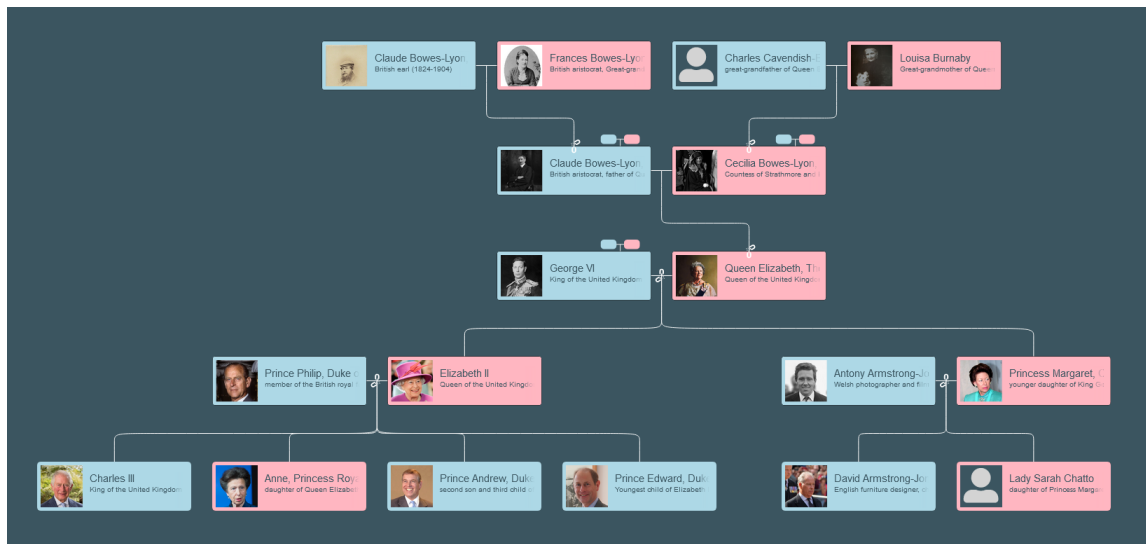 Claude Bowes-Lyon
British earl (1824-1904)
Frances Bowes-Lyo
British aristocrat, Great-gran
Charles Cavendish-
great-grandfather of Queen
Louisa Burnaby
Great-grandmother of Quee
Claude Bowes-Lyon
British aristocrat, father of
Cecilia Bowes-Lyon
Countess of Strathmore and
George VI
King of the United Kingdom
Queen Elizabeth, Th
Queen of the United Kingd
Prince Philip, Duke
member of the British royal
Elizabeth II
Queen of the United Kingd
Antony Armstrong-Jo
Welsh photographer and
Princess Margaret,
younger daughter of King
Charles III
King of the United Kingdom
Anne, Princess Roy
daughter of Queen Elizabe
Prince Andrew, Duk
second son and third child
Prince Edward, Duk
Youngest child of Elizabeth
David Armstrong-Jo
English furniture designer,
Lady Sarah Chatto
daughter of Princess Marga